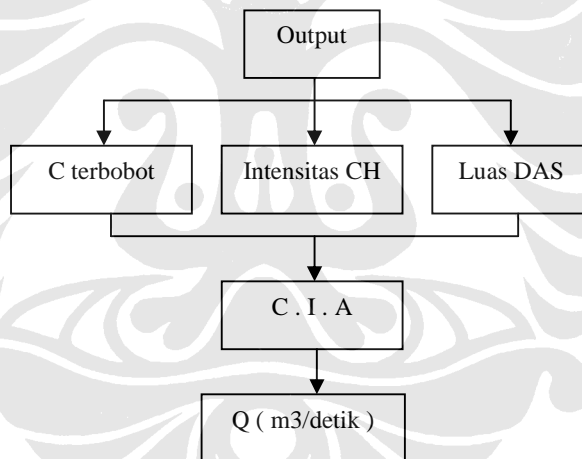 Output
C terbobot
Intensitas CH
Luas DAS
C . I . A
Q ( m3/detik )